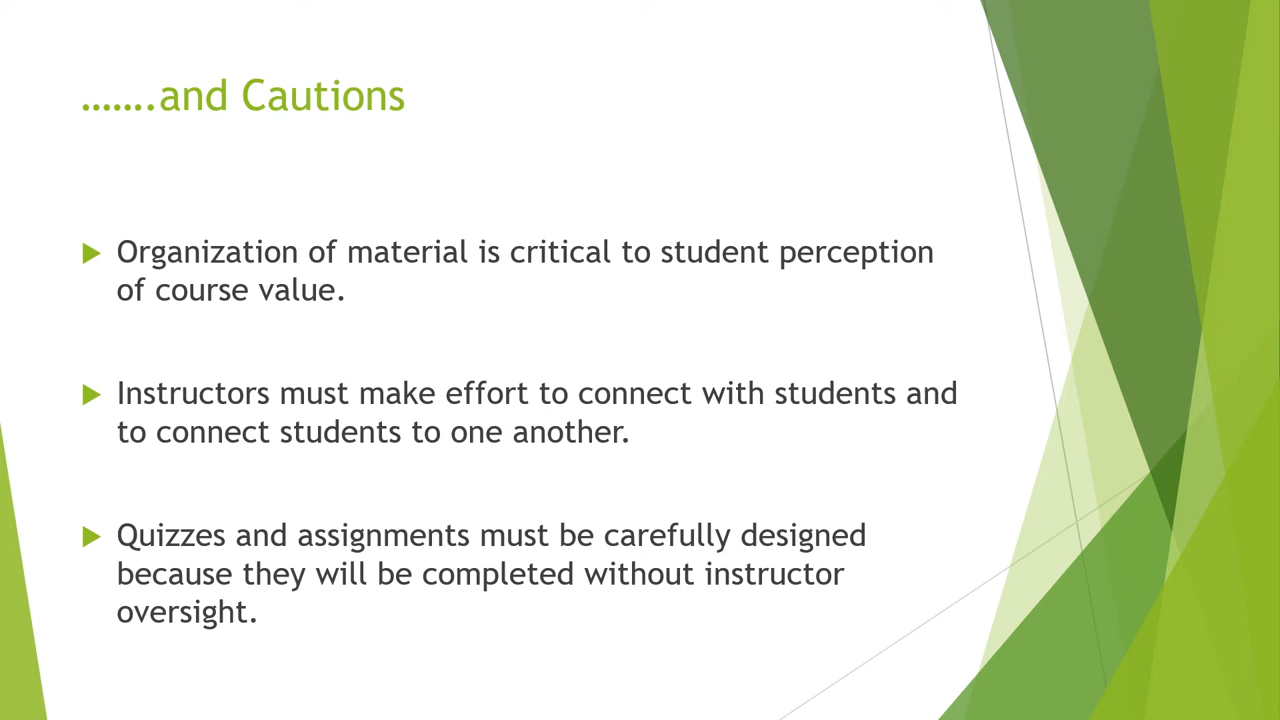 .......and Cautions
Organization of material is critical to student perception
of course value.
Instructors must make effort to connect with students and
to connect students to one another.
Quizzes and assignments must be carefully designed
because they will be completed without instructor
oversight.